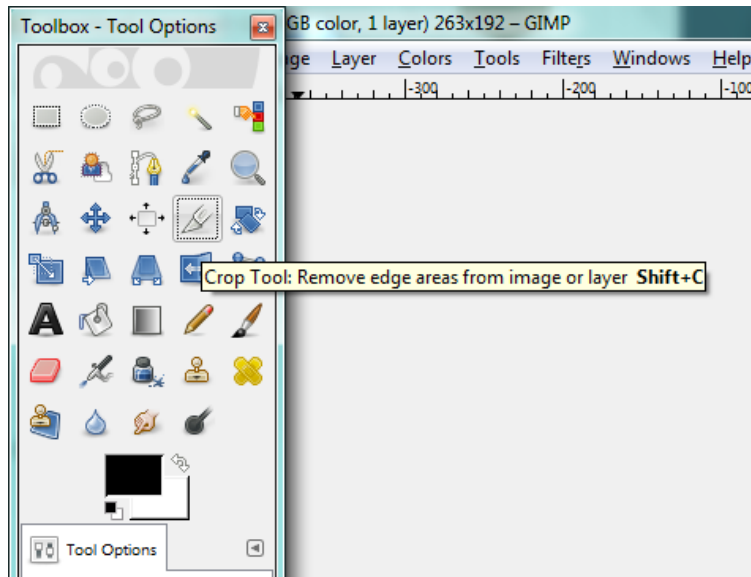 Toolbox - Tool Options
GB color, 1 layer) 263x192 – GIMP
ge Layer Colors Tools Filters Windows Help
-300 -200 -100
Crop Tool: Remove edge areas from image or layer Shift+C
A
Tool Options